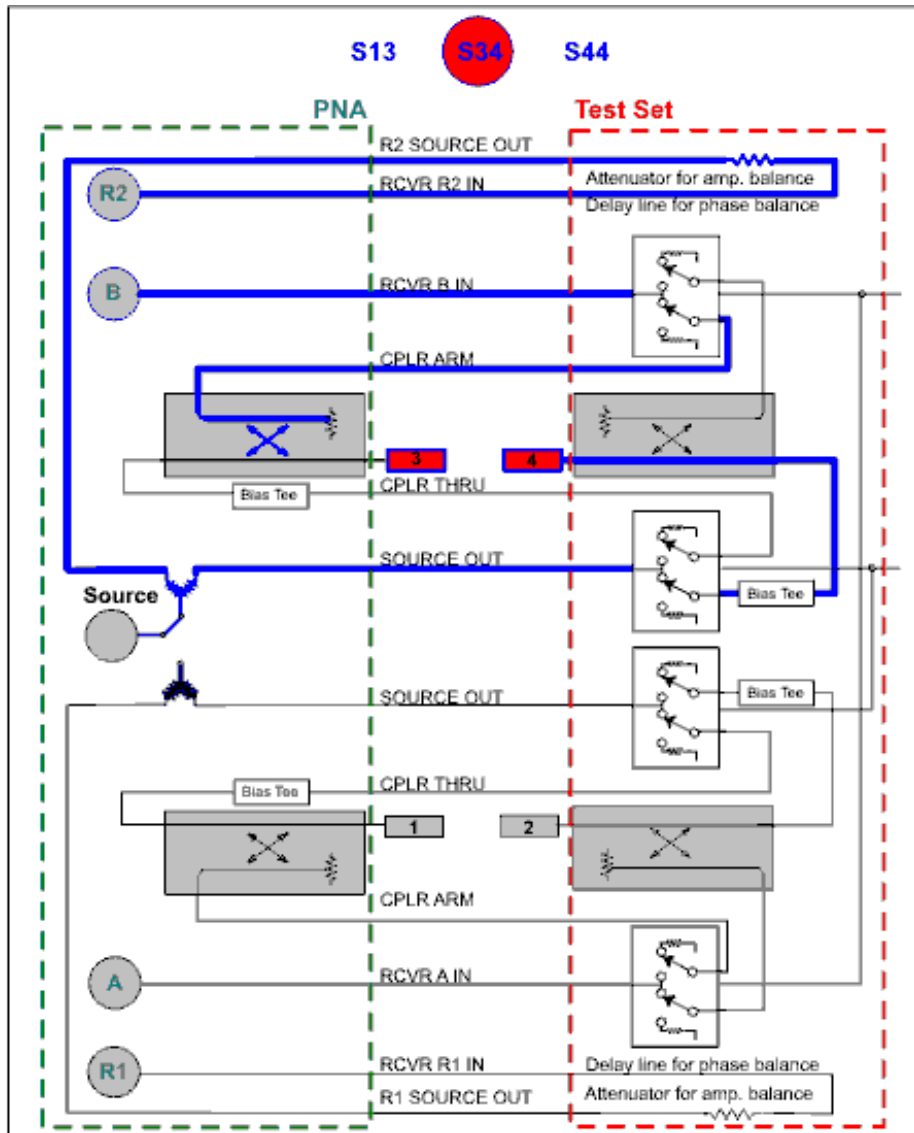 S13 S34 S44
PNA Test Set
R2 SOURCE OUT
R2 RCVR R2 IN Attenuator for amp. balance
Delay line for phase balance
B RCVR B IN
CPLR ARM
3 4
CPLR THRU
Bias Tee
SOURCE OUT
Source Bias Tee
Bias Tee
SOURCE OUT
CPLR THRU
Bias Tee
1 2
CPLR ARM
A RCVR A IN
R1 RCVR R1 IN Delay line for phase balance
R1 SOURCE OUT Attenuator for amp. balance